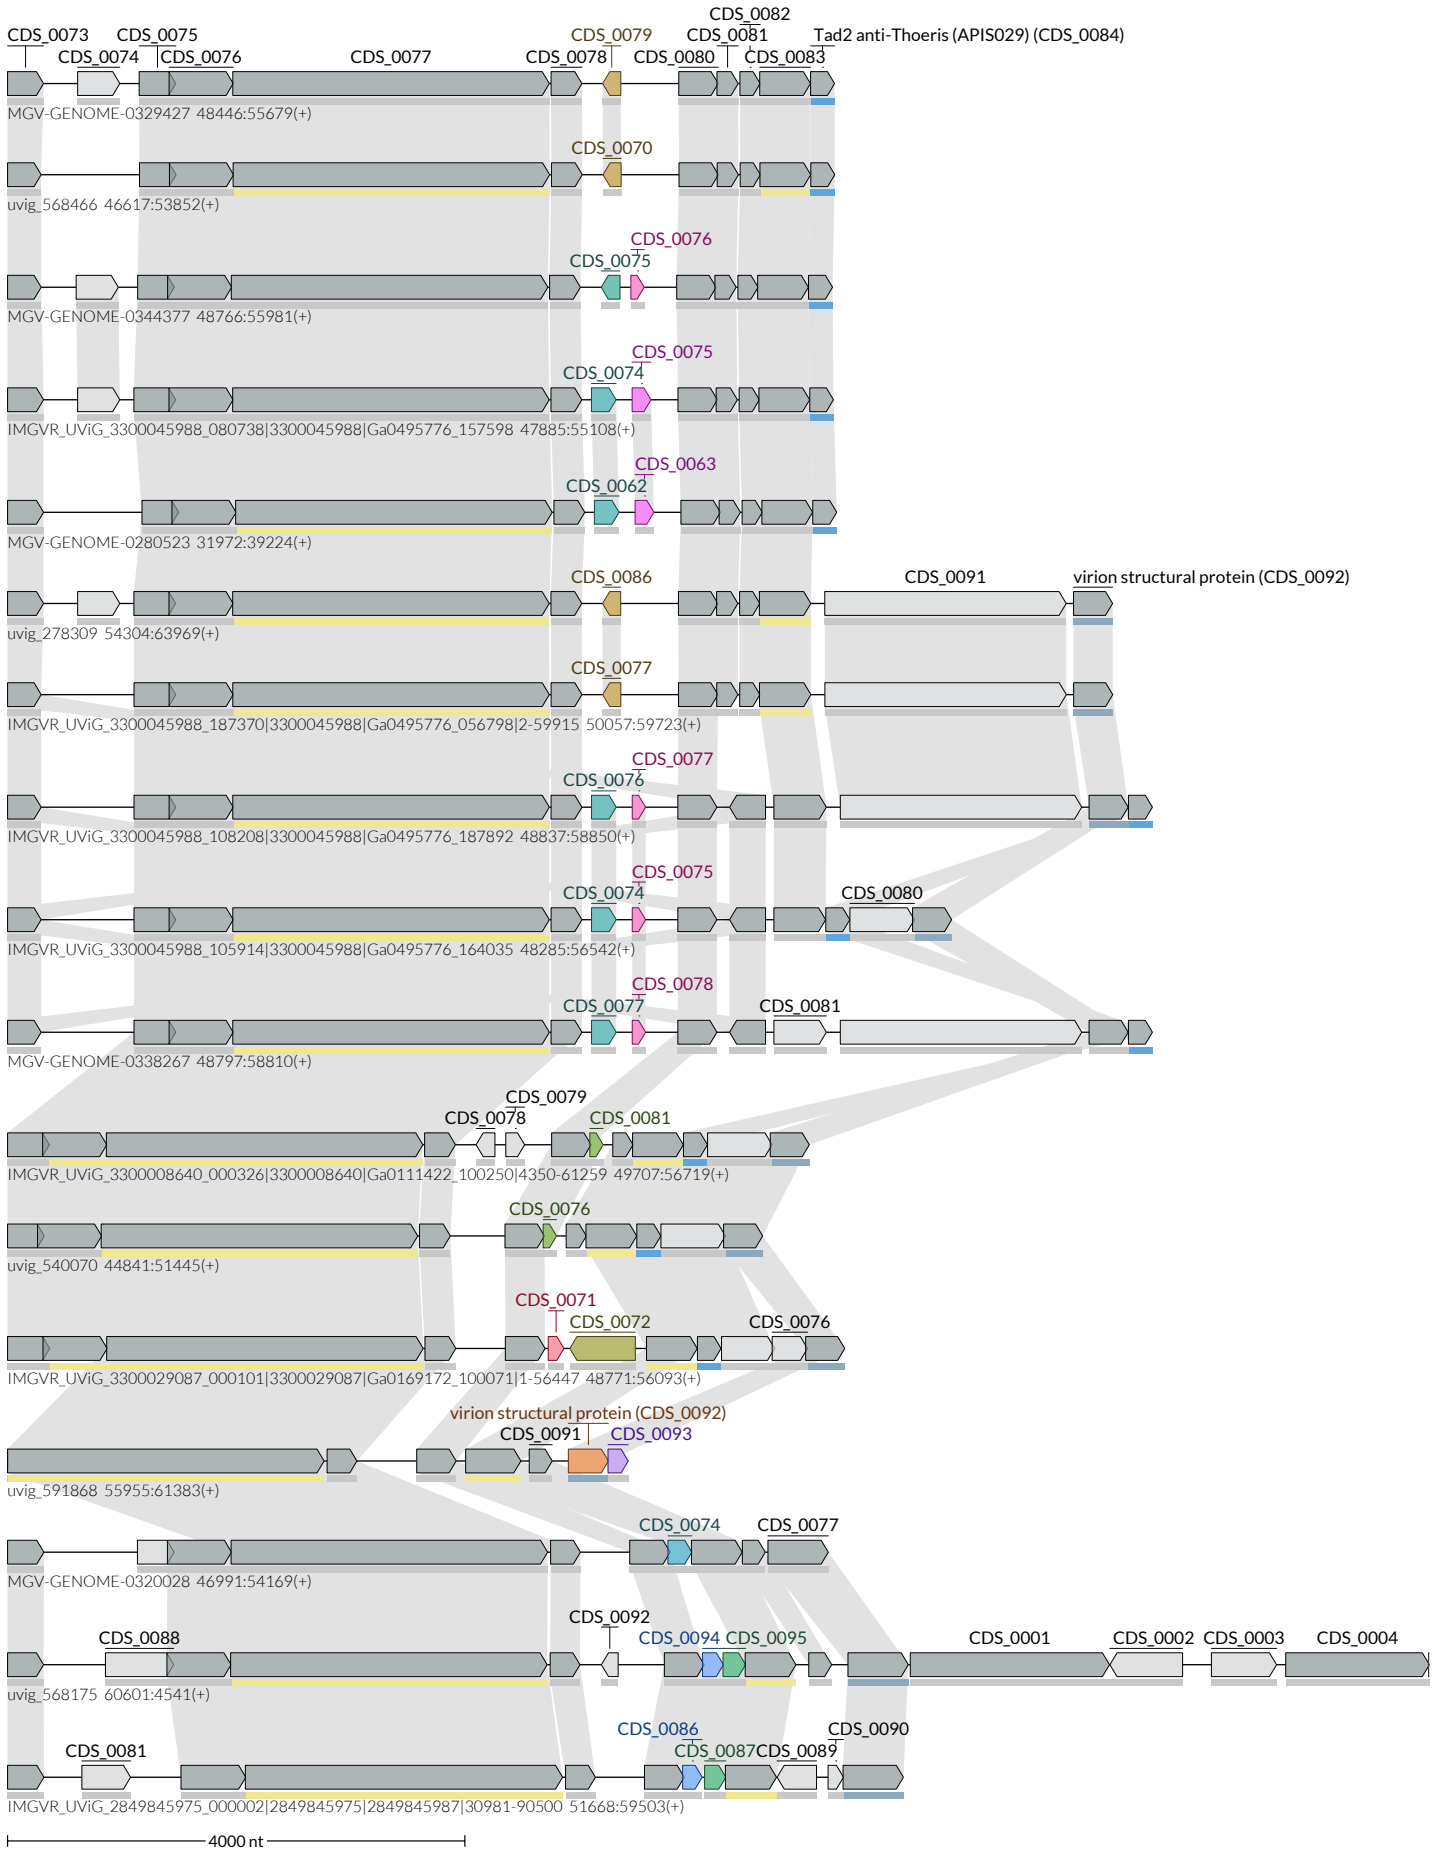 CDS_0082
CDS_0073 CDS_0075 CDS_0079 CDS_0081 Tad2 anti-Thoeris (APIS029) (CDS_0084)
CDS_0074 CDS_0076 CDS_0077 CDS_0078 CDS_0080 CDS_0083
MGV-GENOME-0329427 48446:55679(+)
CDS_0070
uvig_568466 46617:53852(+)
CDS_0076
CDS_0075
MGV-GENOME-0344377 48766:55981(+)
CDS_0075
CDS_0074
IMGVR_UViG_3300045988_080738|3300045988|Ga0495776_157598 47885:55108(+)
CDS_0063
CDS_0062
MGV-GENOME-0280523 31972:39224(+)
CDS_0086 CDS_0091 virion structural protein (CDS_0092)
uvig_278309 54304:63969(+)
CDS_0077
IMGVR_UViG_3300045988_187370|3300045988|Ga0495776_056798|2-59915 50057:59723(+)
CDS_0077
CDS_0076
IMGVR_UViG_3300045988_108208|3300045988|Ga0495776_187892 48837:58850(+)
CDS_0075
CDS_0074 CDS_0080
IMGVR_UViG_3300045988_105914|3300045988|Ga0495776_164035 48285:56542(+)
CDS_0078
CDS_0077 CDS_0081
MGV-GENOME-0338267 48797:58810(+)
CDS_0079
CDS_0078 CDS_0081
IMGVR_UViG_3300008640_000326|3300008640|Ga0111422_100250|4350-61259 49707:56719(+)
CDS_0076
uvig_540070 44841:51445(+)
CDS_0071
CDS_0072 CDS_0076
IMGVR_UViG_3300029087_000101|3300029087|Ga0169172_100071|1-56447 48771:56093(+)
virion structural protein (CDS_0092)
CDS_0091 CDS_0093
uvig_591868 55955:61383(+)
CDS_0074 CDS_0077
MGV-GENOME-0320028 46991:54169(+)
CDS_0092
CDS_0088 CDS_0094 CDS_0095 CDS_0001 CDS_0002 CDS_0003 CDS_0004
uvig_568175 60601:4541(+)
CDS_0086 CDS_0090
CDS_0081 CDS_0087 CDS_0089
IMGVR_UViG_2849845975_000002|2849845975|2849845987|30981-90500 51668:59503(+)
4000 nt